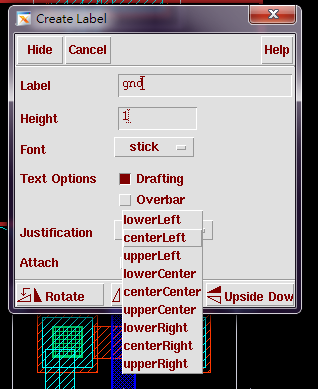 Create Label
Hide Cancel Help
Label gnd
Height 1
Font stick
Text Options Drafting
Overbar
lowerLeft
Justification centerLeft
upperLeft
Attach lowerCenter
centerCenter
Rotate Upside Dow
upperCenter
lowerRight
centerRight
upperRight